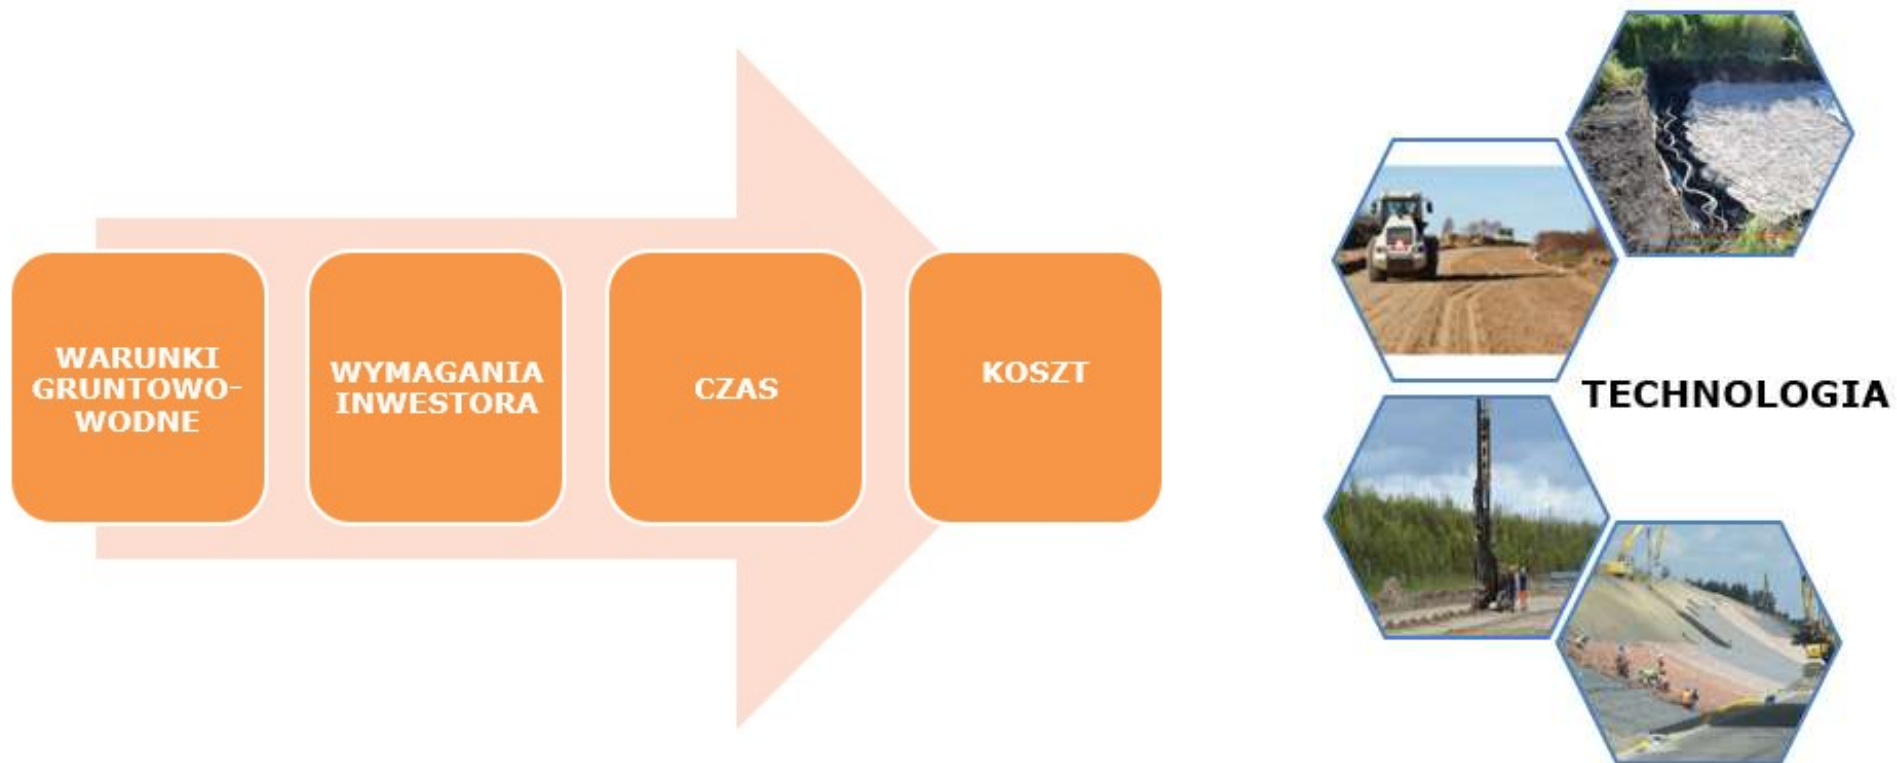 WARUNKI
GRUNTOWO-
WODNE
WYMAGANIA
INWESTORA
CZAS
KOSZT
TECHNOLOGIA